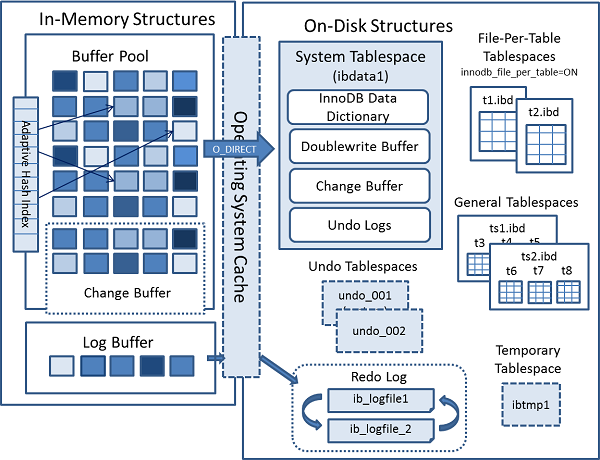 In-Memory Structures
Buffer Pool
Adaptive Hash Index
Change Buffer
Log Buffer
Operating System Cache
O_DIRECT
On-Disk Structures
System Tablespace
(ibdata1)
InnoDB Data
Dictionary
Doublewrite Buffer
Change Buffer
Undo Logs
Undo Tablespaces
undo_001
undo_002
Redo Log
ib_logfile1
ib_logfile_2
File-Per-Table
Tablespaces
innodb_file_per_table=ON
t1.ibd
t2.ibd
General Tablespaces
ts1.ibd
t3 t4 t5
ts2.ibd
t6 t7 t8
Temporary
Tablespace
ibtmp1